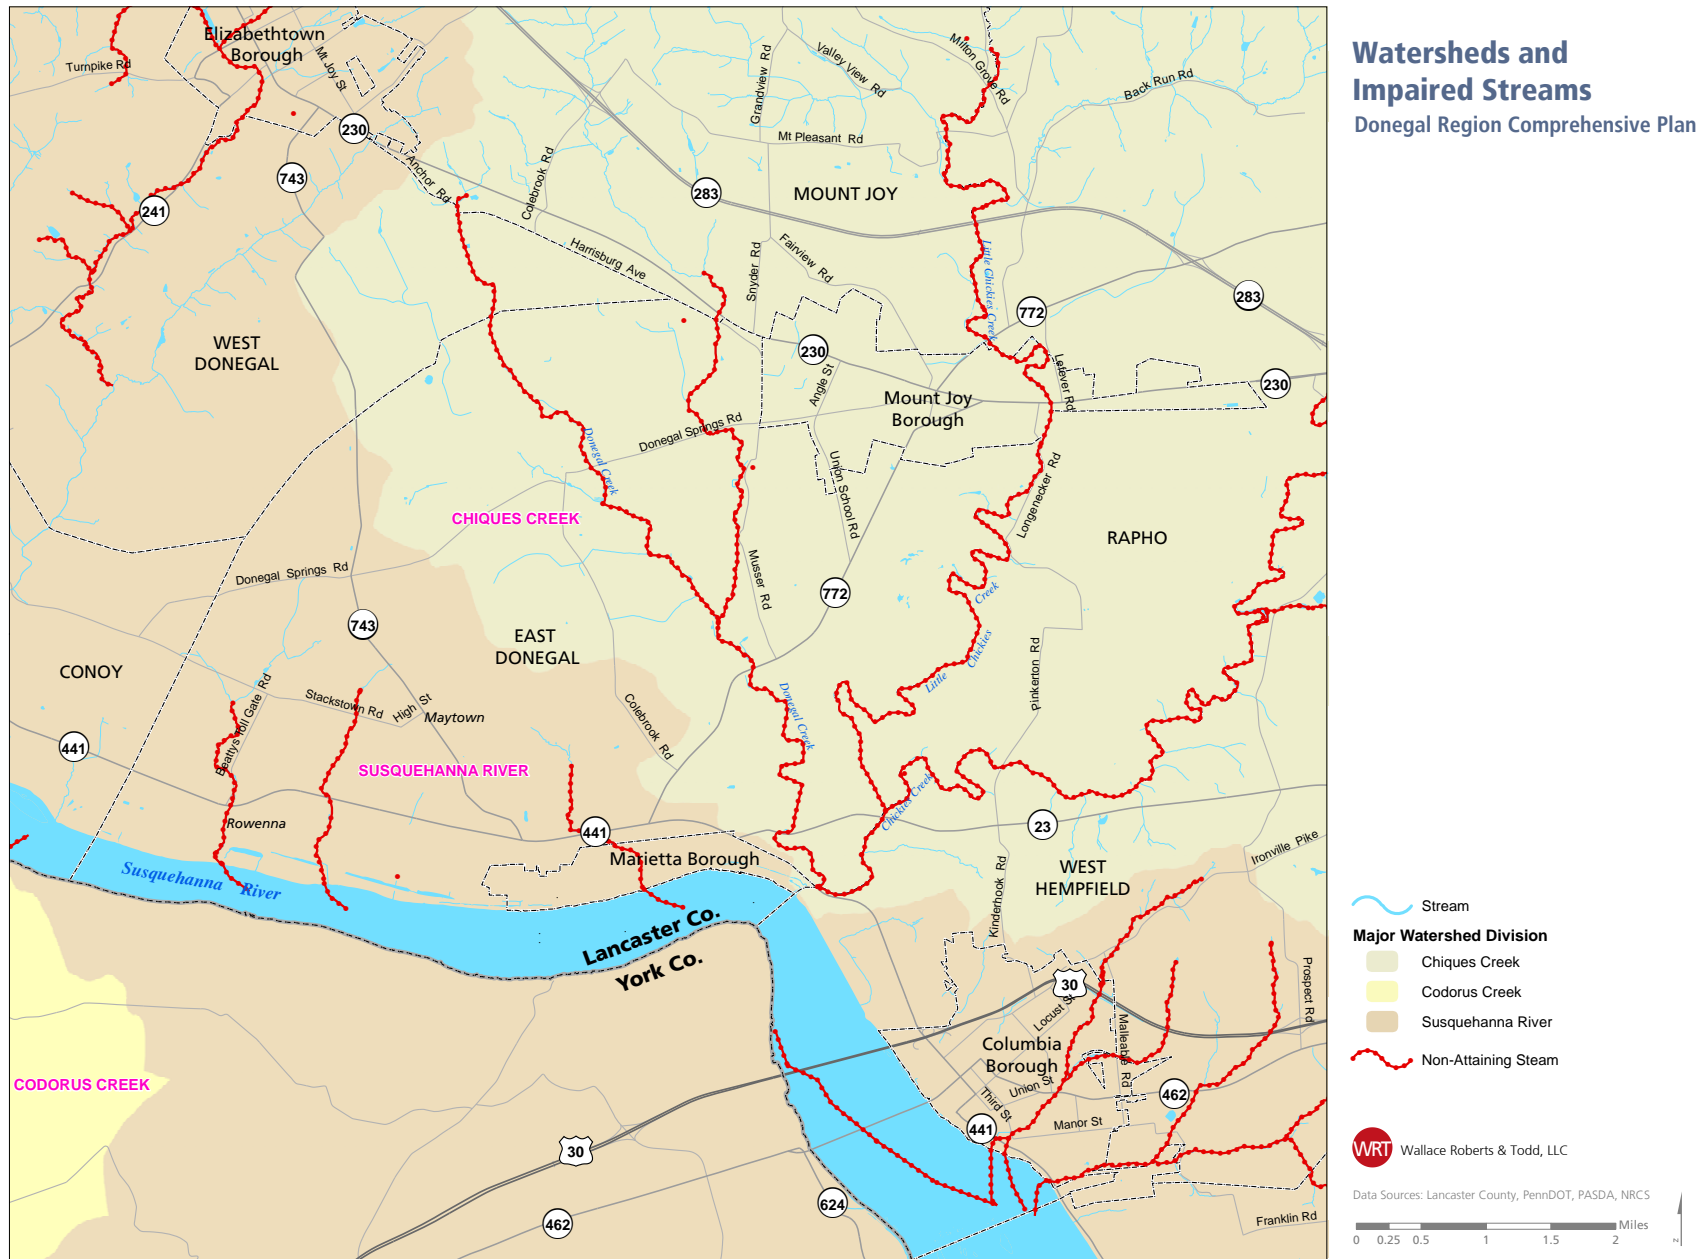 Watersheds and
Impaired Streams
Donegal Region Comprehensive Plan
Elizabethtown
Borough
Turnpike Rd
Mt Joy St
230
743
241
Anchor Rd
Colebrook Rd
Grandview Rd
Valley View Rd
Milton Grove Rd
Back Run Rd
Mt Pleasant Rd
283
MOUNT JOY
Harrisburg Ave
Snyder Rd
Fairview Rd
Little Chickies Creek
772
283
WEST
DONEGAL
230
Angle St
Lefever Rd
230
Mount Joy
Borough
Donegal Springs Rd
Donegal Creek
Union School Rd
Longenecker Rd
CHIQUES CREEK
RAPHO
Donegal Springs Rd
Musser Rd
772
Creek
Chickies
Little
743
EAST
DONEGAL
CONOY
Pinkerton Rd
Beattys Toll Gate Rd
Stackstown Rd
High St
Maytown
Colebrook Rd
Donegal Creek
441
SUSQUEHANNA RIVER
Chickies Creek
Rowenna
441
23
Marietta Borough
Ironville Pike
Susquehanna River
WEST
HEMPFIELD
Kinderhook Rd
Lancaster Co.
York Co.
30
Locust St
Prospect Rd
Malleable Rd
Columbia
Borough
CODORUS CREEK
Union St
Third St
462
441
Manor St
30
624
462
Franklin Rd
Stream
Major Watershed Division
Chiques Creek
Codorus Creek
Susquehanna River
Non-Attaining Steam
WRT
Wallace Roberts & Todd, LLC
Data Sources: Lancaster County, PennDOT, PASDA, NRCS
Miles
0 0.25 0.5 1 1.5 2
z